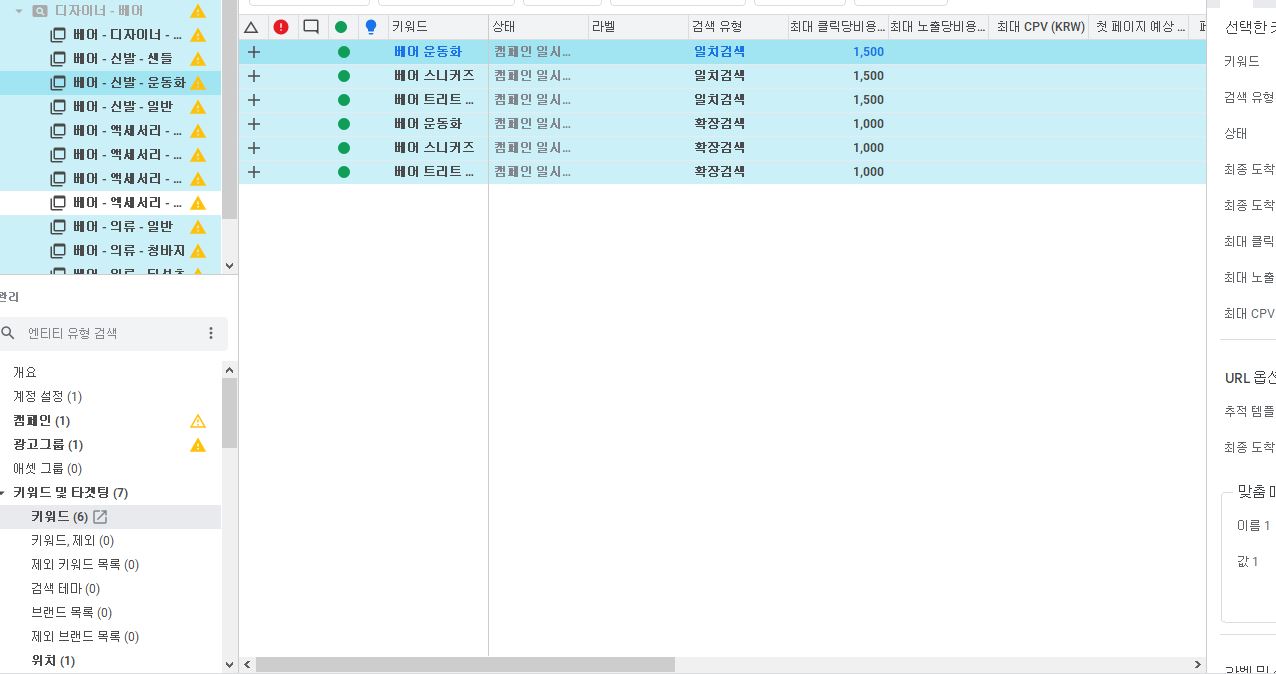 디자이너 - 베어
베어 - 디자이너 - ...
베어 - 신발 - 샌들
베어 - 신발 - 운동화
베어 - 신발 - 일반
베어 - 액세서리 - ...
베어 - 액세서리 - ...
베어 - 액세서리 - ...
베어 - 액세서리 - ...
베어 - 의류 - 일반
베어 - 의류 - 청바지
관리
엔티티 유형 검색
개요
계정 설정 (1)
캠페인 (1)
광고그룹 (1)
애셋 그룹 (0)
키워드 및 타겟팅 (7)
키워드 (6)
키워드, 제외 (0)
제외 키워드 목록 (0)
검색 테마 (0)
브랜드 목록 (0)
제외 브랜드 목록 (0)
위치 (1)
키워드 상태 라벨 검색 유형 최대 클릭당비용... 최대 노출당비용... 최대 CPV (KRW) 첫 페이지 예상 ...
베어 운동화 캠페인 일시... 일치검색 1,500
베어 스니커즈 캠페인 일시... 일치검색 1,500
베어 트리트 ... 캠페인 일시... 일치검색 1,500
베어 운동화 캠페인 일시... 확장검색 1,000
베어 스니커즈 캠페인 일시... 확장검색 1,000
베어 트리트 ... 캠페인 일시... 확장검색 1,000
선택한
키워드
검색 유형
상태
최종 도착
최종 도착
최대 클릭
최대 노출
최대 CPV
URL 옵션
추적 템플
최종 도착
맞춤
이름 1
값 1